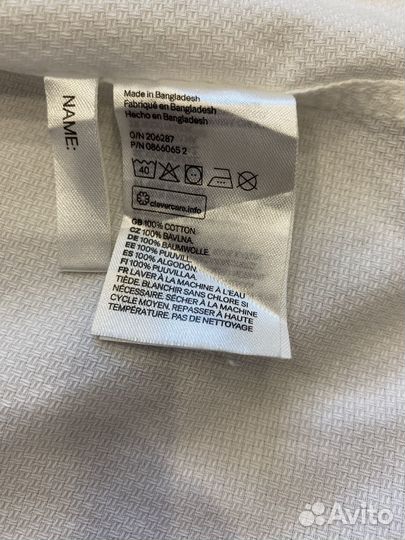 NAME:
Made in Bangladesh
Fabriqué en Bangladesh
Hecho en Bangladesh
O/N 206287
P/N 0866065 2
40
clevercare.info
GB 100% COTTON
CZ 100% BAVLNA.
DE 100% BAUMWOLLE.
EE 100% PUUVILL.
ES 100% ALGODÓN.
FI 100% PUUVILLAA.
FR LAVER À LA MACHINE À L'EAU
TIÈDE. BLANCHIR SANS CHLORE SI
NÉCESSAIRE. SÉCHER À LA MACHINE
CYCLE MOYEN. REPASSER À HAUTE
TEMPÉRATURE. PAS DE NETTOYAGE
Avito